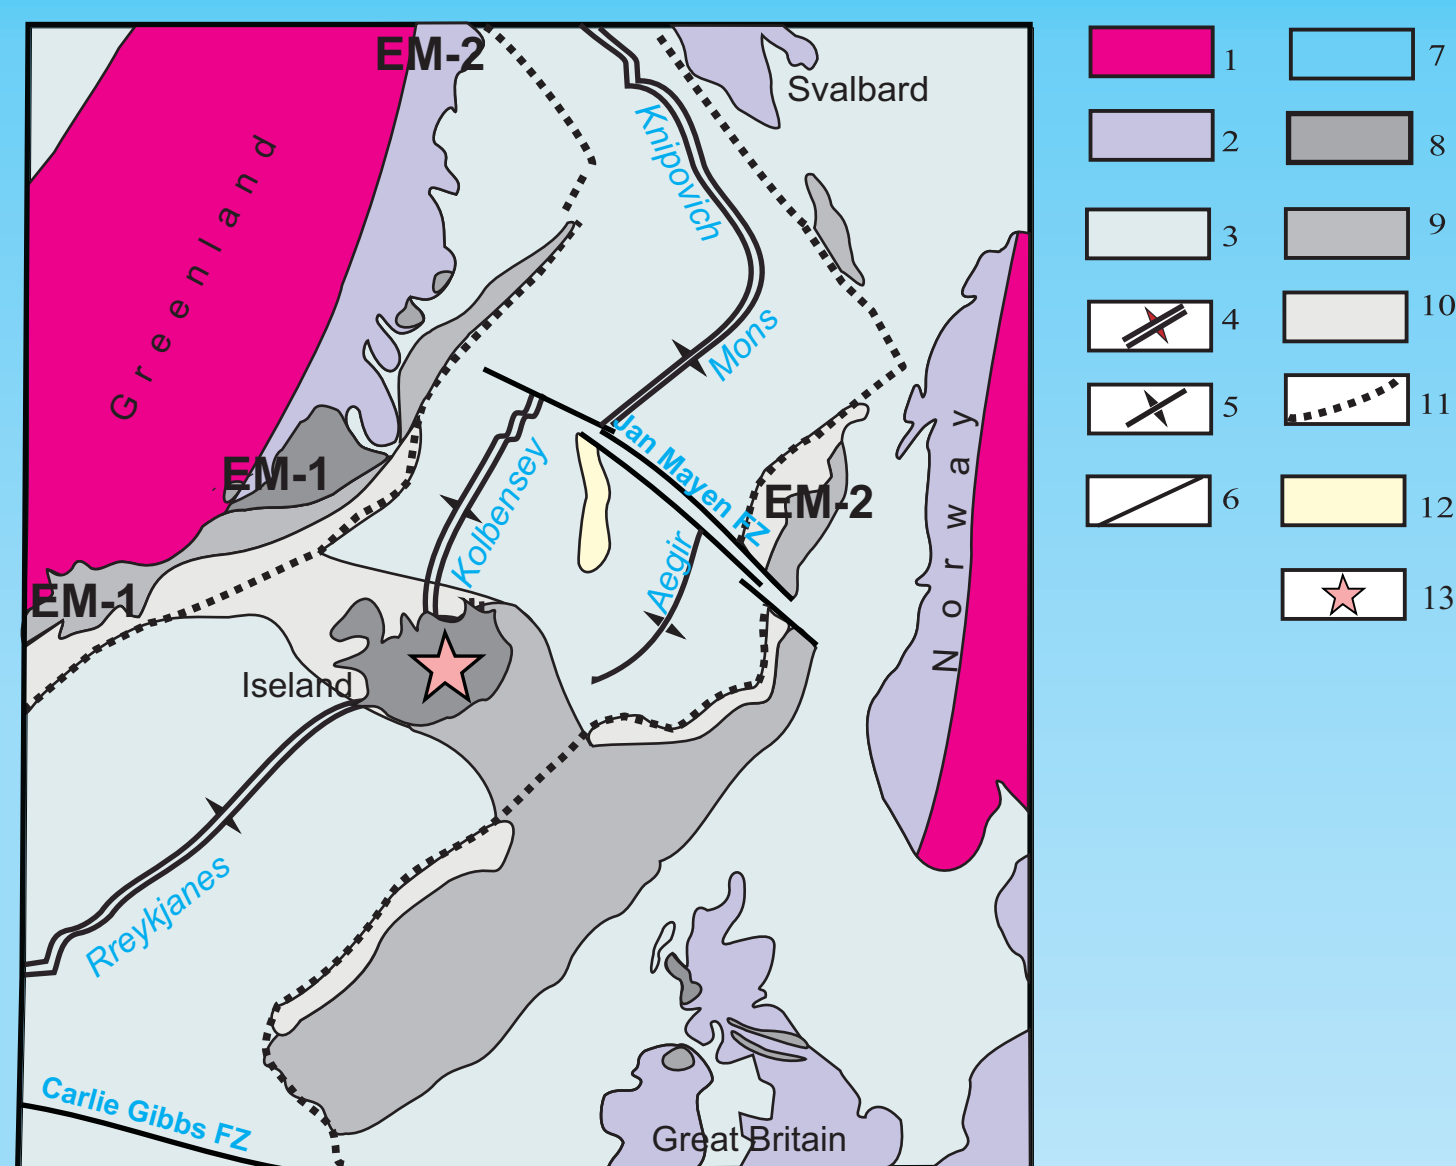 EM-2
Svalbard
Knipovich
Greenland
Mons
Jan Mayen FZ
Kolbensey
EM-1
EM-2
Aegir
Norway
EM-1
Iseland
Rreykjanes
Carlie Gibbs FZ
Great Britain
1
2
3
4
5
6
7
8
9
10
11
12
13